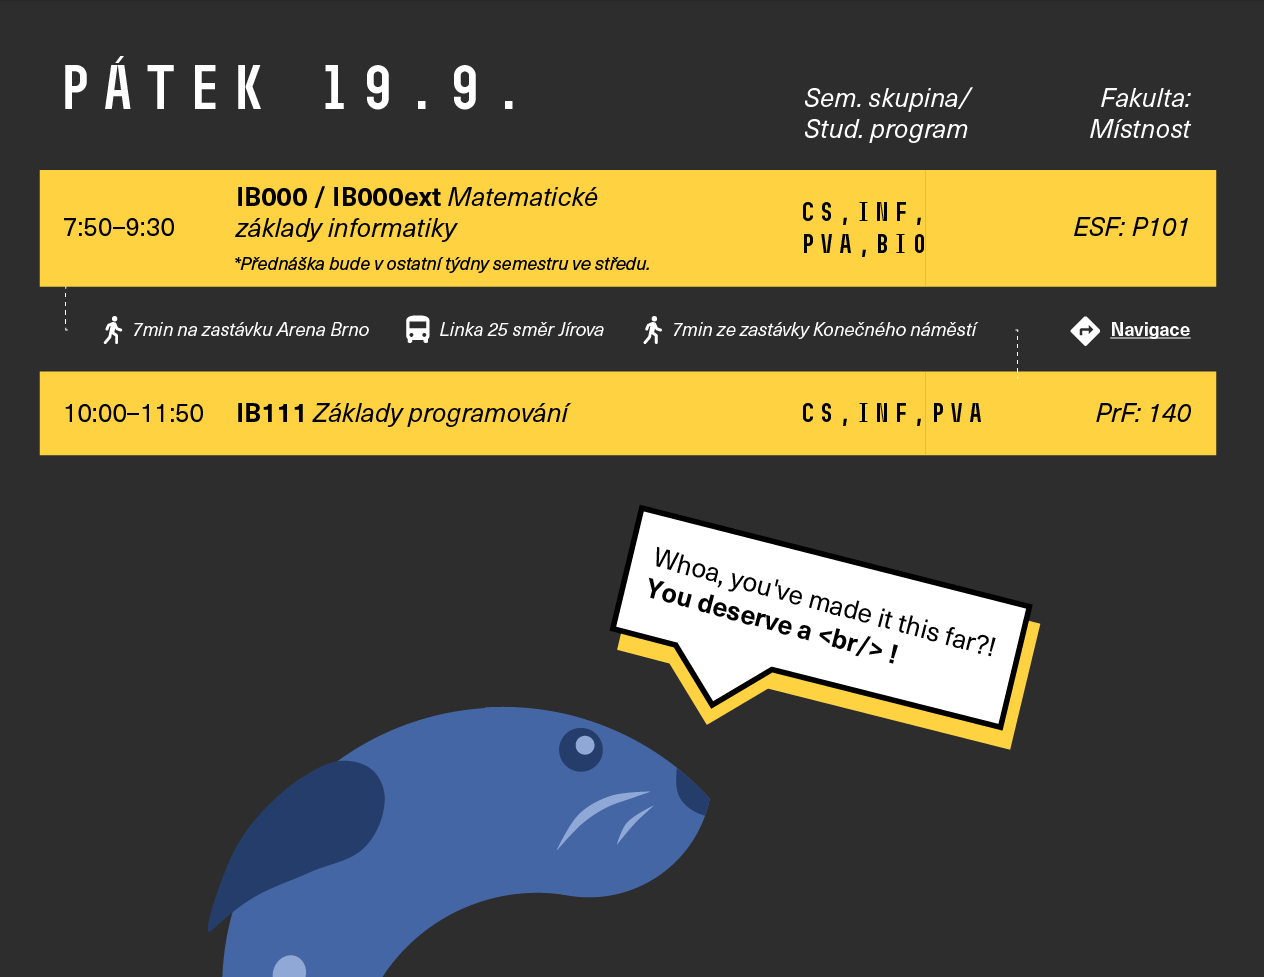 PÁTEK 19.9.
Sem. skupina/
Stud. program
Fakulta:
Místnost
7:50–9:30
IB000 / IB000ext Matematické
základy informatiky
*Přednáška bude v ostatní týdny semestru ve středu.
CS,INF,
PVA,BIO
ESF: P101
7min na zastávku Arena Brno
Linka 25 směr Jírova
7min ze zastávky Konečného náměstí
Navigace
10:00–11:50
IB111 Základy programování
CS,INF,PVA
PrF: 140
Whoa, you've made it this far?!
You deserve a <br/> !